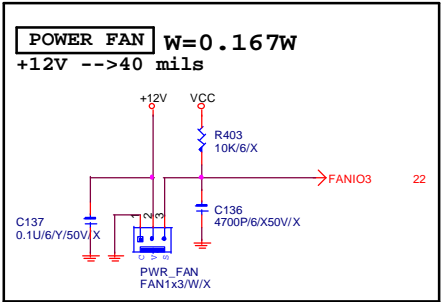 POWER FAN W=0.167W
+12V -->40 mils
+12V VCC
R403
10K/6/X
FANIO3 22
C137
0.1U/6/Y/50V/X
C136
4700P/6/X50V/X
1
2
3
C
V
S
PWR_FAN
FAN1x3/W/X